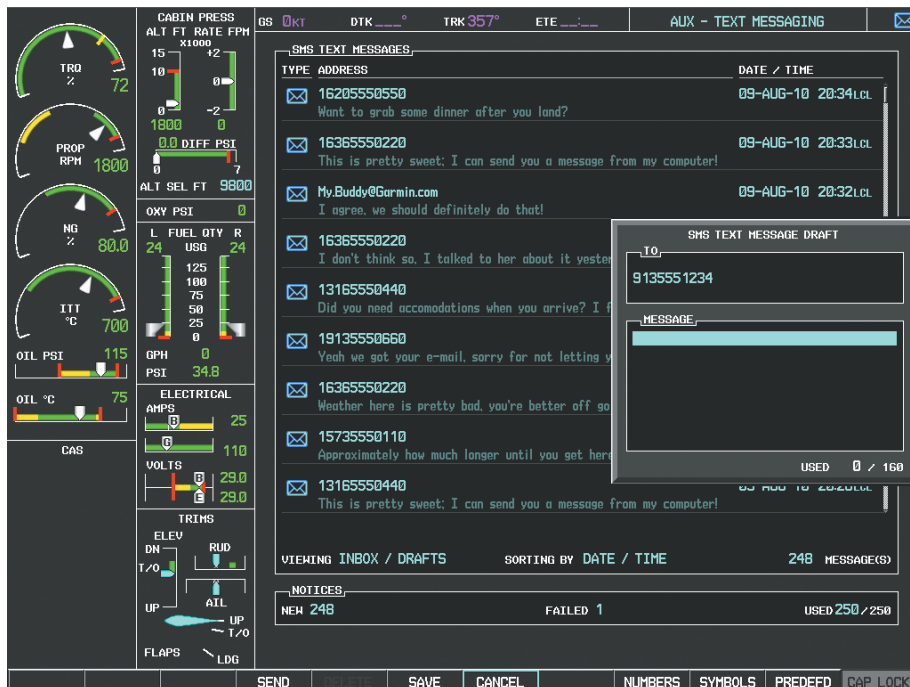 GS 0KT DTK ___° TRK 357° ETE __:__ AUX - TEXT MESSAGING
TRQ
%
72
PROP
RPM
1800
NG
%
80.0
ITT
°C
700
OIL PSI 115
OIL °C 75
CAS
CABIN PRESS
ALT FT RATE FPM
X1000
15 +2
10 0
0 -2
1800 0
0.0 DIFF PSI
0 7
ALT SEL FT 9800
OXY PSI 0
L FUEL QTY R
24 USG 24
125
100
75
50
25
0
GPH 0
PSI 34.8
ELECTRICAL
AMPS
B 25
G 110
VOLTS
B 29.0
E 29.0
TRIMS
ELEV
DN RUD
T/O
UP AIL
UP
T/O
FLAPS LDG
SMS TEXT MESSAGES
TYPE ADDRESS DATE / TIME
16205550550 09-AUG-10 20:34LCL
Want to grab some dinner after you land?
16365550220 09-AUG-10 20:33LCL
This is pretty sweet; I can send you a message from my computer!
My.Buddy@Garmin.com 09-AUG-10 20:32LCL
I agree, we should definitely do that!
16365550220
I don't think so, I talked to her about it yester
13165550440
Did you need accomodations when you arrive? I f
19135550660
Yeah we got your e-mail, sorry for not letting y
16365550220
Weather here is pretty bad, you're better off go
15735550110
Approximately how much longer until you get here
13165550440
This is pretty sweet; I can send you a message from my computer!
VIEWING INBOX / DRAFTS SORTING BY DATE / TIME 248 MESSAGE(S)
NOTICES
NEW 248 FAILED 1 USED 250/250
SMS TEXT MESSAGE DRAFT
TO
9135551234
MESSAGE
USED 0 / 160
SEND DELETE SAVE CANCEL NUMBERS SYMBOLS PREDEFD CAP LOCK